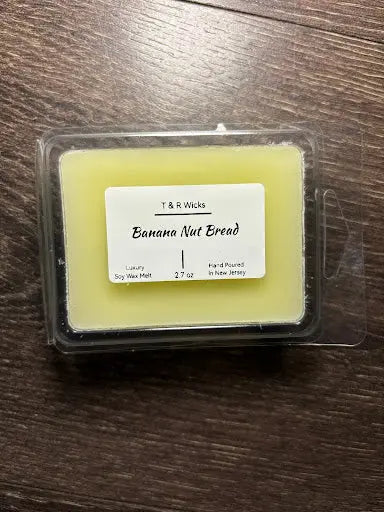 T & R Wicks
Banana Nut Bread
Luxury
Soy Wax Melt
2.7 oz
Hand Poured
In New Jersey